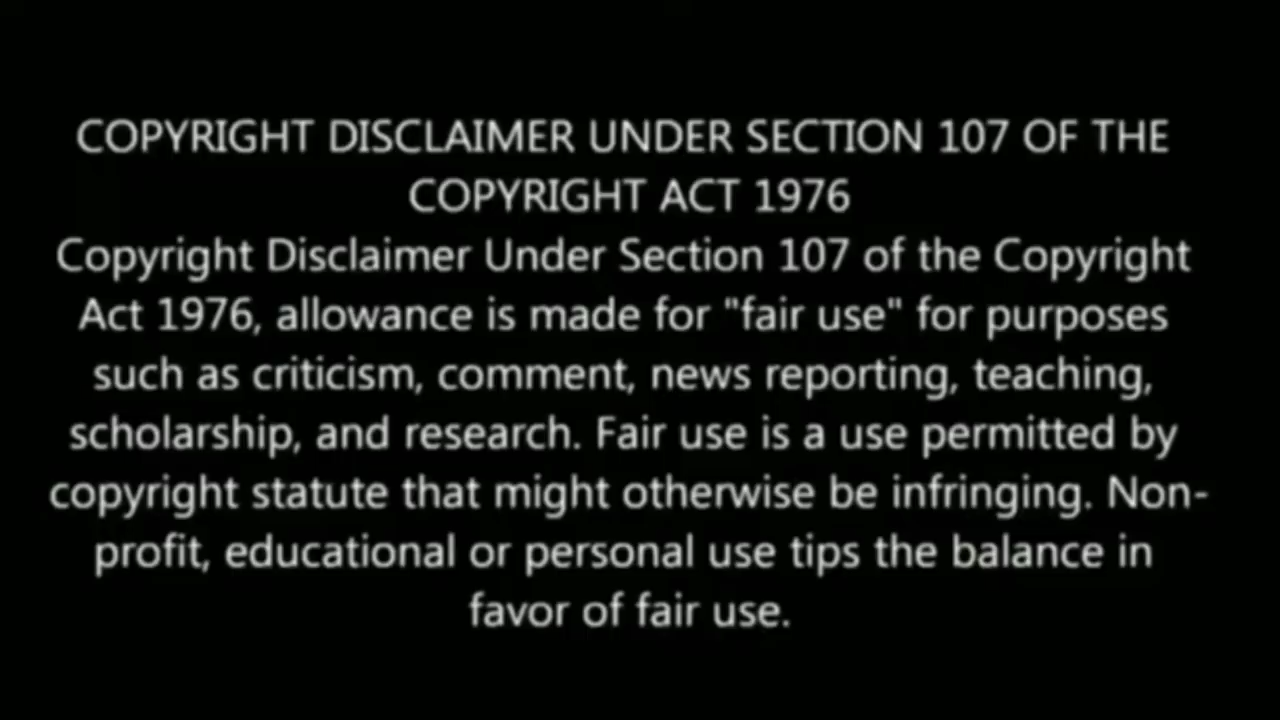 COPYRIGHT DISCLAIMER UNDER SECTION 107 OF THE
COPYRIGHT ACT 1976
Copyright Disclaimer Under Section 107 of the Copyright
Act 1976, allowance is made for "fair use" for purposes
such as criticism, comment, news reporting, teaching,
scholarship, and research. Fair use is a use permitted by
copyright statute that might otherwise be infringing. Non-
profit, educational or personal use tips the balance in
favor of fair use.